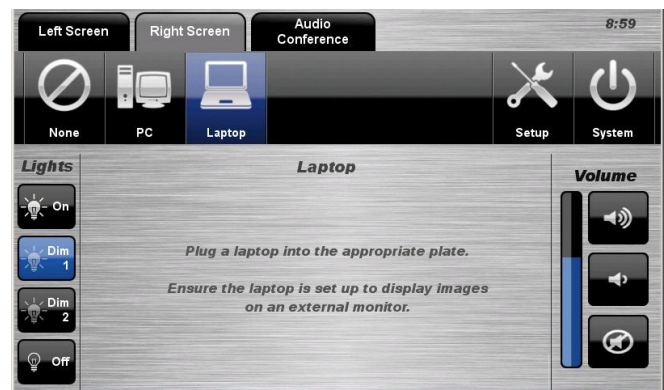 Left Screen
Right Screen
Audio
Conference
8:59
None
PC
Laptop
Setup
System
Lights
Laptop
Volume
On
Dim
1
Plug a laptop into the appropriate plate.
Dim
2
Ensure the laptop is set up to display images
on an external monitor.
Off